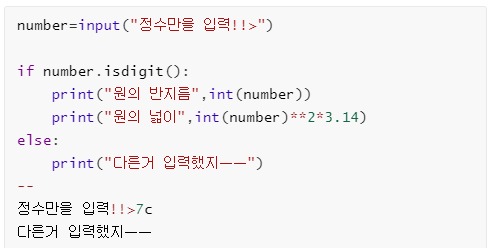 number=input("정수만을 입력!!>")
if number.isdigit():
    print("원의 반지름",int(number))
    print("원의 넓이",int(number)**2*3.14)
else:
    print("다른거 입력했지ㅡㅡ")
--
정수만을 입력!!>7c
다른거 입력했지ㅡㅡ